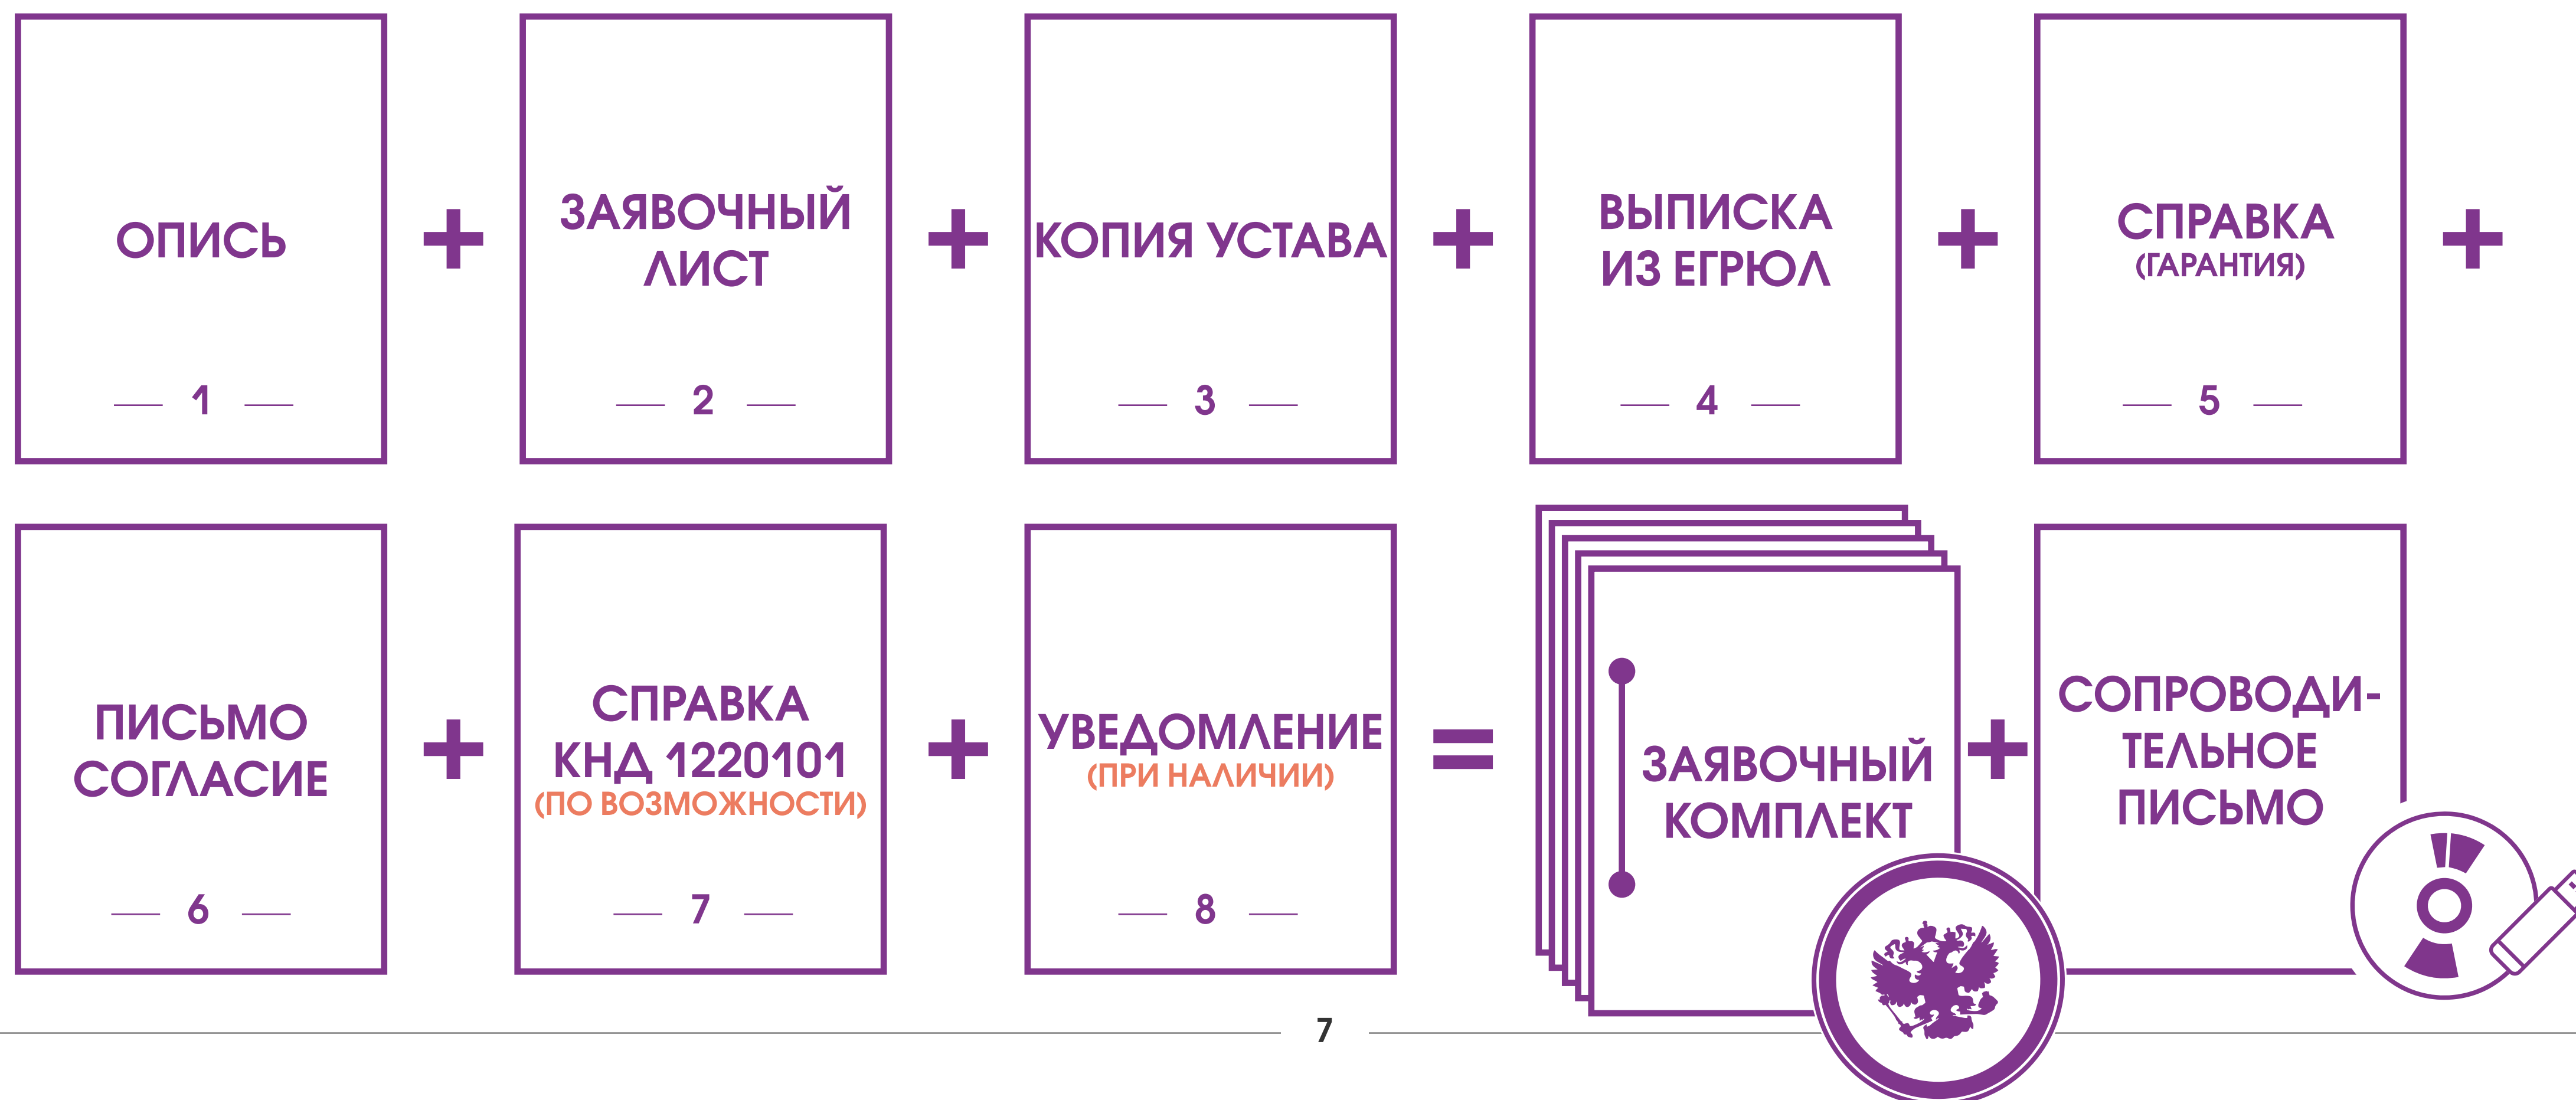 ОПИСЬ
1
+
ЗАЯВОЧНЫЙ
ЛИСТ
2
+
КОПИЯ УСТАВА
3
+
ВЫПИСКА
ИЗ ЕГРЮЛ
4
+
СПРАВКА
(ГАРАНТИЯ)
5
+
ПИСЬМО
СОГЛАСИЕ
6
+
СПРАВКА
КНД 1220101
(ПО ВОЗМОЖНОСТИ)
7
+
УВЕДОМЛЕНИЕ
(ПРИ НАЛИЧИИ)
8
=
ЗАЯВОЧНЫЙ
КОМПЛЕКТ
+
СОПРОВОДИ-
ТЕЛЬНОЕ
ПИСЬМО
7